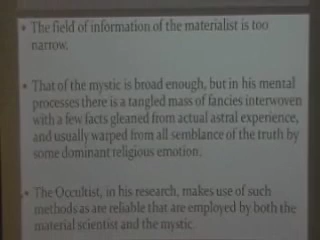 • The field of information of the materialist is too
narrow.
• That of the mystic is broad enough, but in his mental
processes there is a tangled mass of fancies interwoven
with a few facts gleaned from actual astral experience,
and usually warped from all semblance of the truth by
some dominant religious emotion.
• The Occultist, in his research, makes use of such
methods as are reliable that are employed by both the
material scientist and the mystic